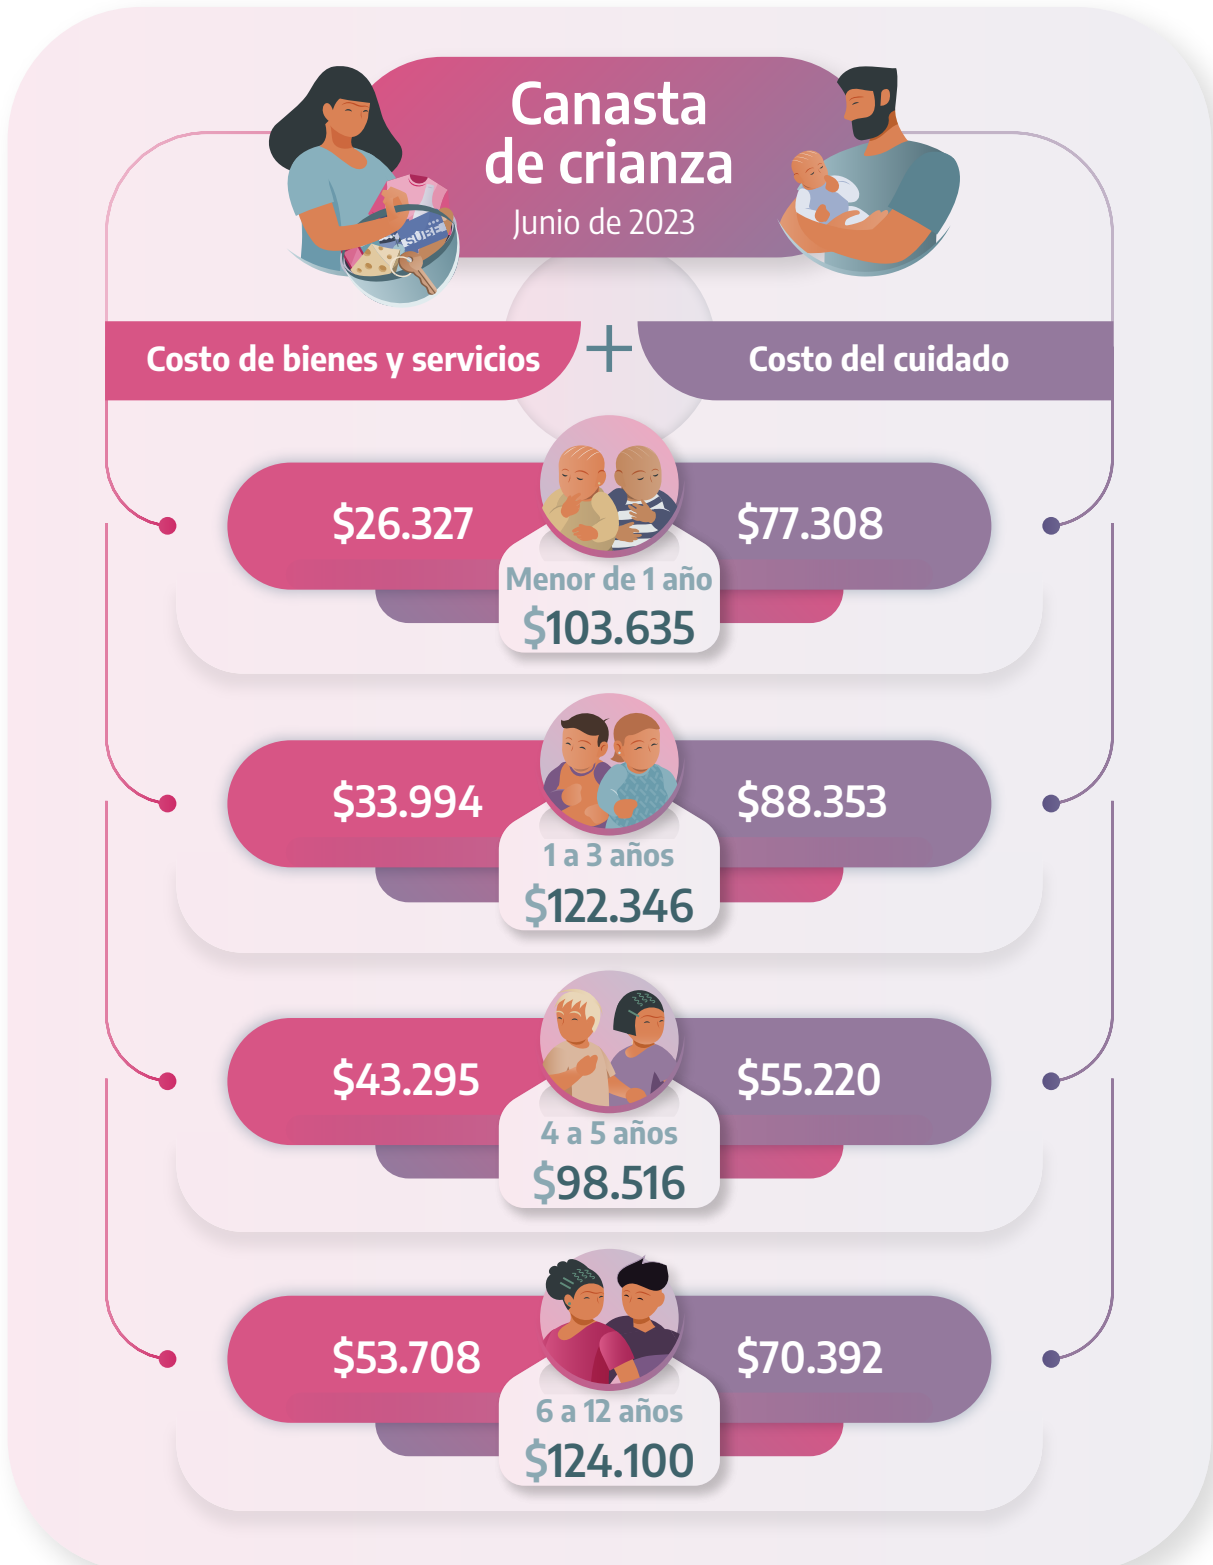 Canasta
de crianza
Junio de 2023
SUBE
Costo de bienes y servicios
+
Costo del cuidado
$26.327
$77.308
Menor de 1 año
$103.635
$33.994
$88.353
1 a 3 años
$122.346
$43.295
$55.220
4 a 5 años
$98.516
$53.708
$70.392
6 a 12 años
$124.100